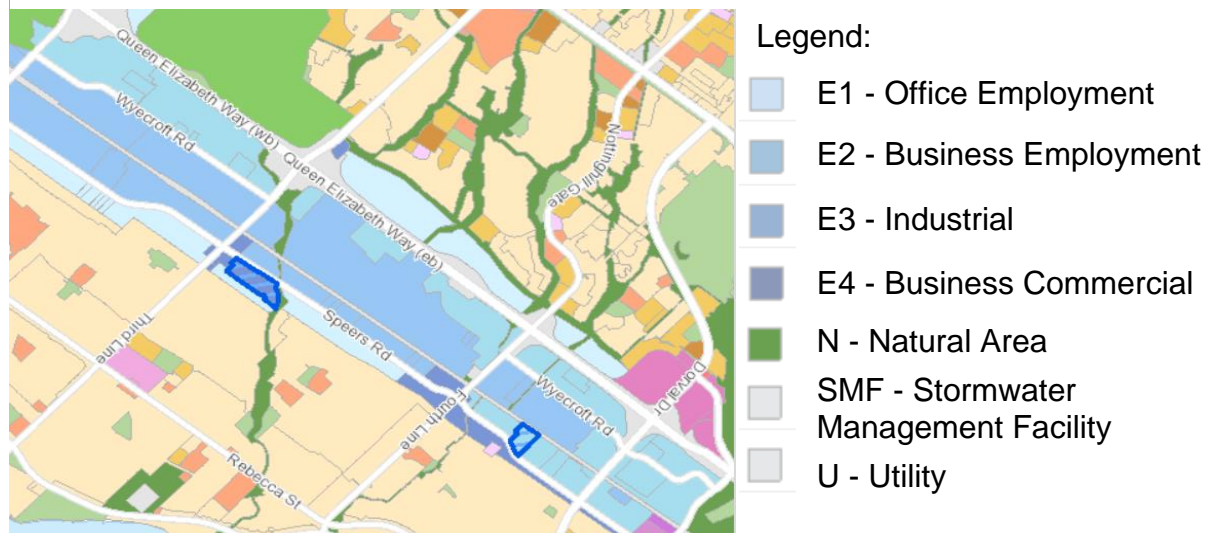 Queen Elizabeth Way (wb)
Queen Elizabeth Way (eb)
Wyecroft Rd
Nottinghill Gate
Third Line
Speers Rd
Fourth Line
Wyecroft Rd
Dorval Dr
Rebecca St
Legend:
E1 - Office Employment
E2 - Business Employment
E3 - Industrial
E4 - Business Commercial
N - Natural Area
SMF - Stormwater
Management Facility
U - Utility